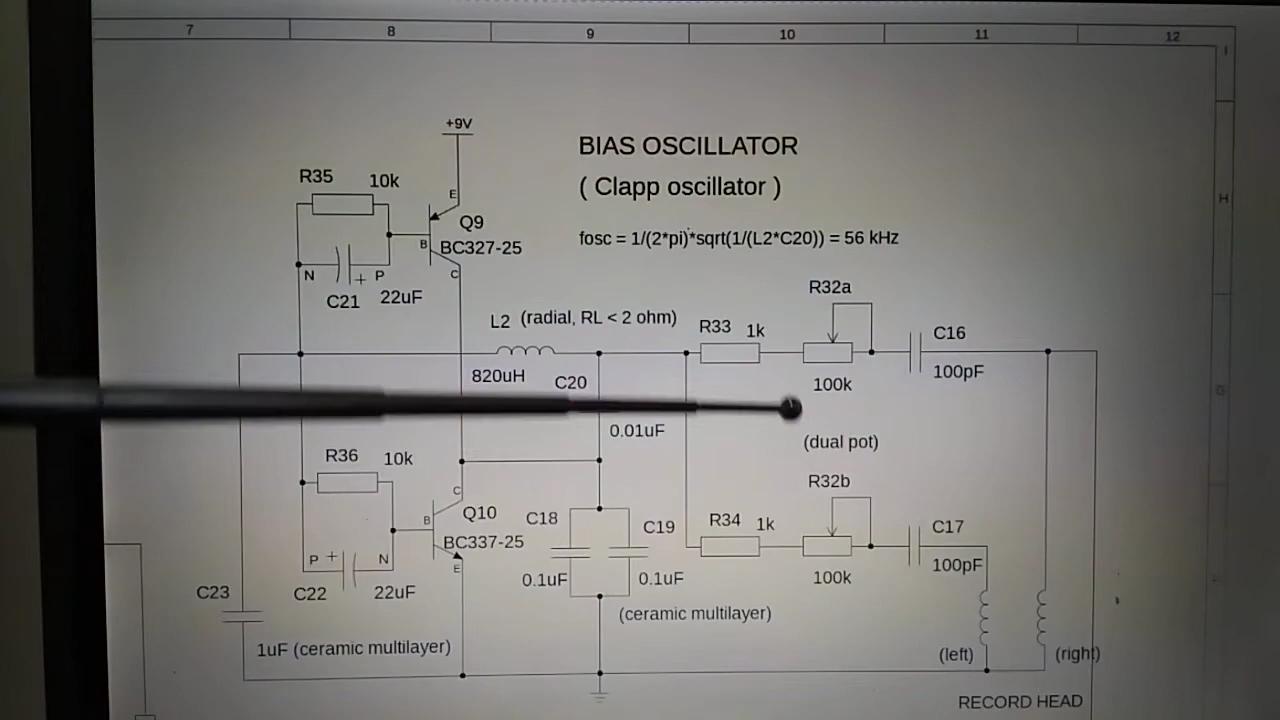 7 8 9 10 11 12
I
+9V
BIAS OSCILLATOR
( Clapp oscillator )
fosc = 1/(2*pi)*sqrt(1/(L2*C20)) = 56 kHz
R35 10k
E
Q9
H
B
BC327-25
N + P
C
C21 22uF
R32a
L2 (radial, RL < 2 ohm)
R33 1k
C16
820uH C20
100k
100pF
G
0.01uF
(dual pot)
R36 10k
R32b
C
Q10
C18 C19
R34 1k
C17
B
BC337-25
P + N
E
0.1uF 0.1uF
100k
100pF
C23 C22 22uF
(ceramic multilayer)
1uF (ceramic multilayer)
(left) (right)
RECORD HEAD